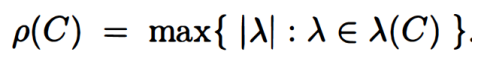 ρ(C) = max{ |λ| : λ ∈ λ(C) }.